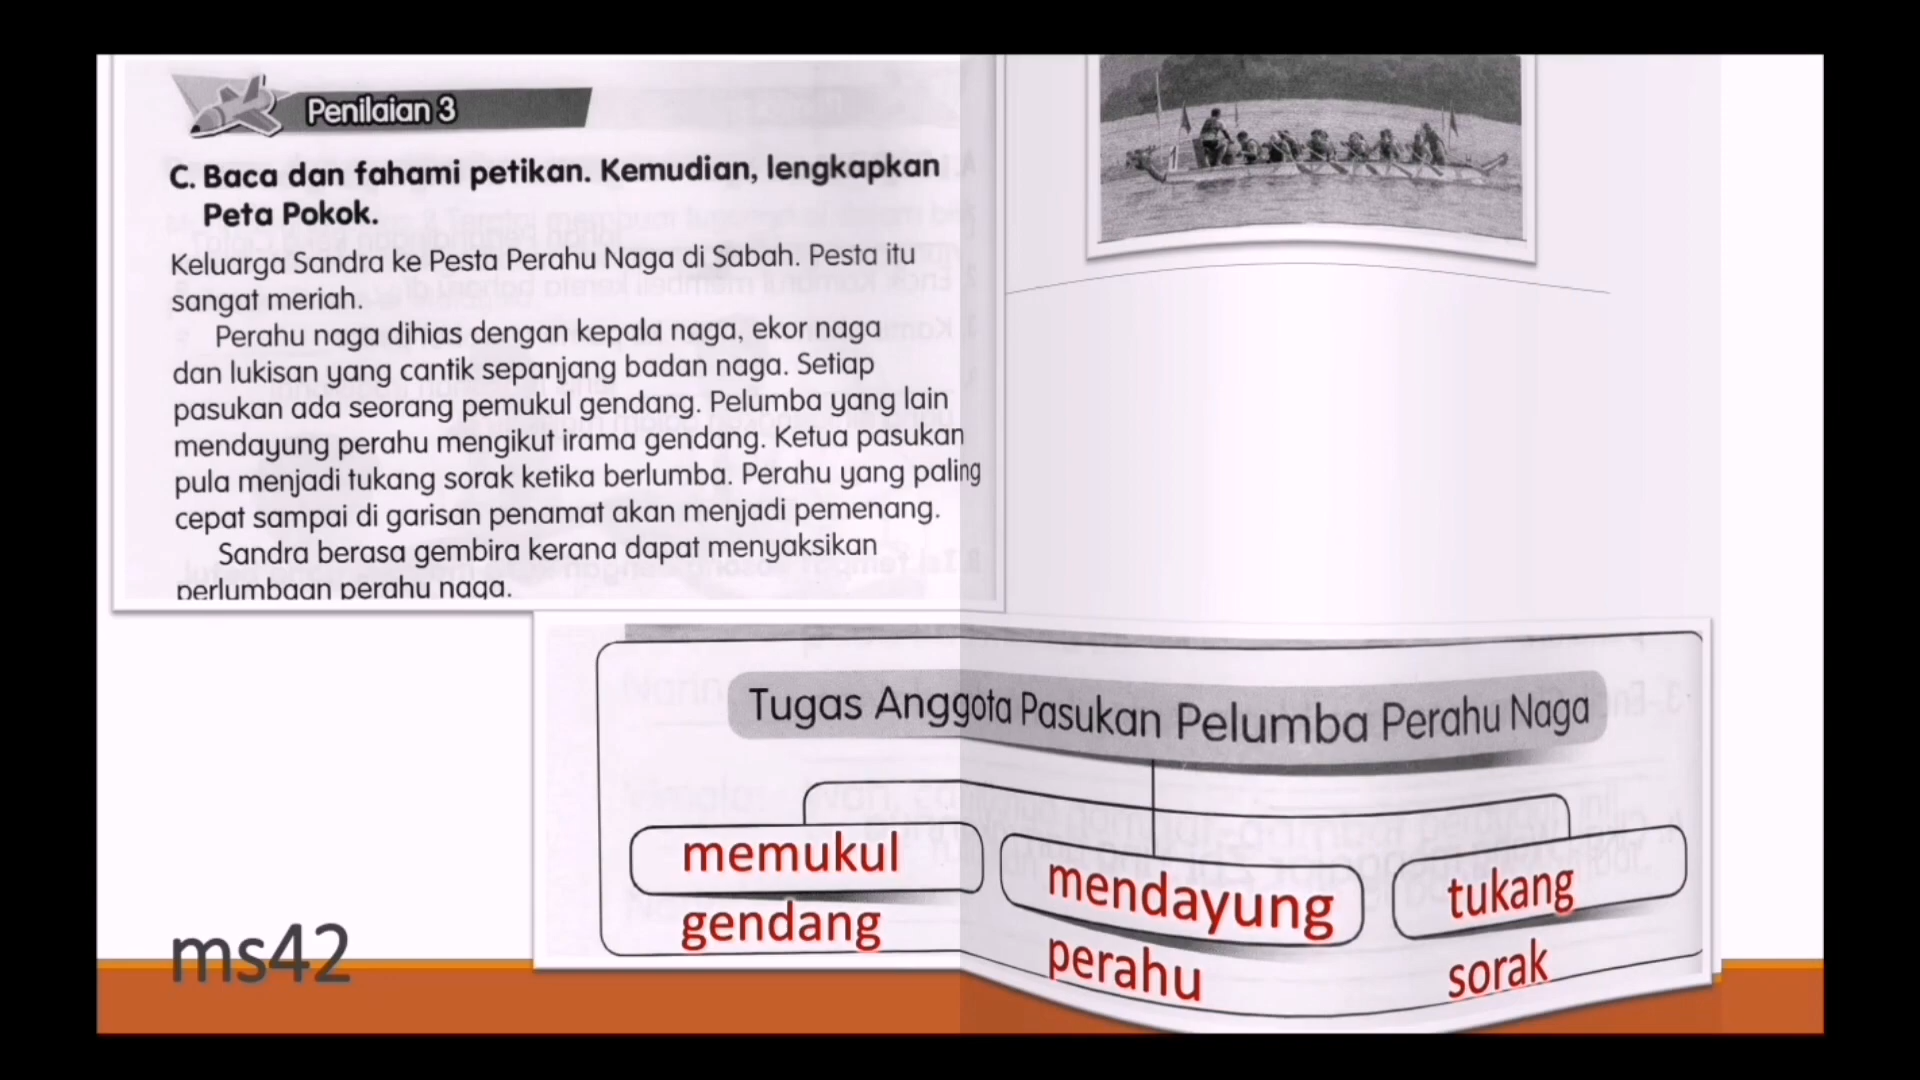 Penilaian 3
C. Baca dan fahami petikan. Kemudian, lengkapkan
Peta Pokok.
Keluarga Sandra ke Pesta Perahu Naga di Sabah. Pesta itu
sangat meriah.
Perahu naga dihias dengan kepala naga, ekor naga
dan lukisan yang cantik sepanjang badan naga. Setiap
pasukan ada seorang pemukul gendang. Pelumba yang lain
mendayung perahu mengikut irama gendang. Ketua pasukan
pula menjadi tukang sorak ketika berlumba. Perahu yang paling
cepat sampai di garisan penamat akan menjadi pemenang.
Sandra berasa gembira kerana dapat menyaksikan
perlumbaan perahu naga.
Tugas Anggota Pasukan Pelumba Perahu Naga
memukul
gendang
mendayung
perahu
tukang
sorak
ms42